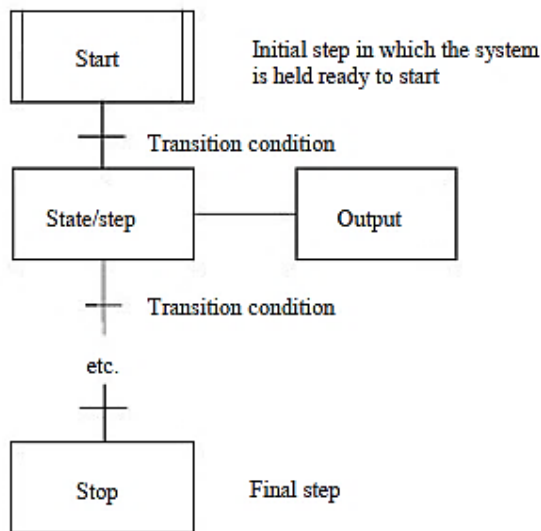 Start
Initial step in which the system
is held ready to start
Transition condition
State/step
Output
Transition condition
etc.
Stop
Final step